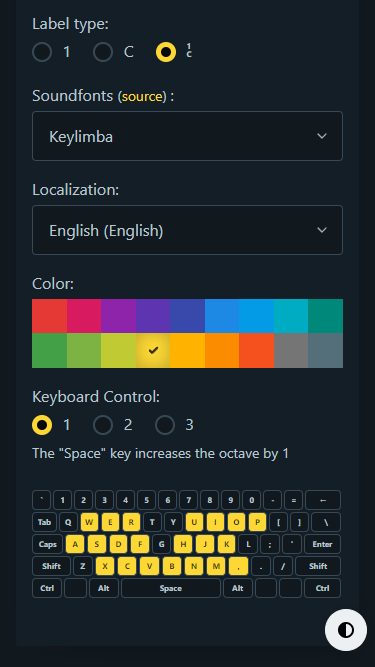 Label type:
1 C 1 C
Soundfonts (source) :
Keylimba
Localization:
English (English)
Color:
Keyboard Control:
1 2 3
The "Space" key increases the octave by 1
` 1 2 3 4 5 6 7 8 9 0 - = ←
Tab Q W E R T Y U I O P [ ] \
Caps A S D F G H J K L ; ' Enter
Shift Z X C V B N M , . / Shift
Ctrl Alt Space Alt Ctrl